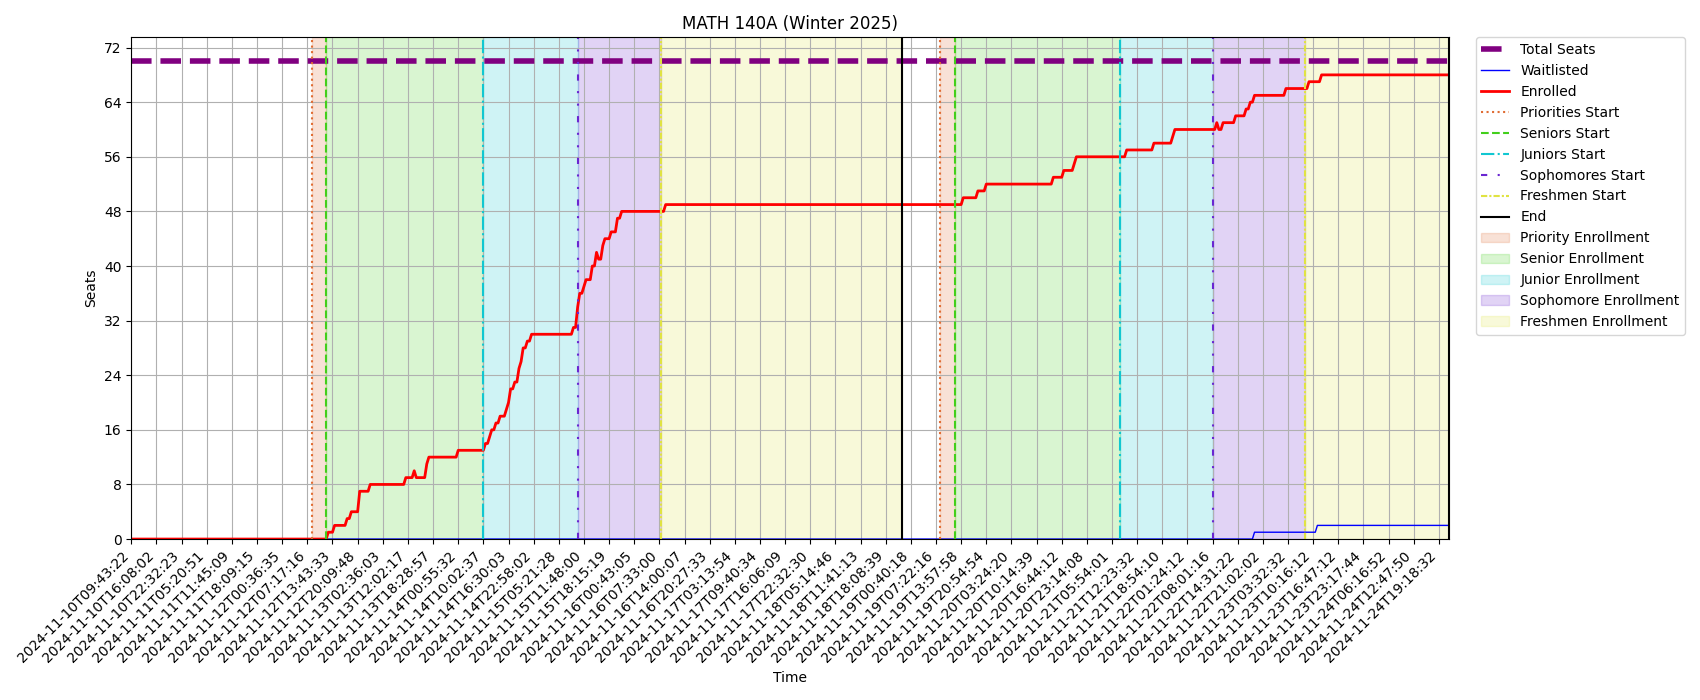 MATH 140A (Winter 2025)
Seats
72
64
56
48
40
32
24
16
8
0
2024-11-10T09:43:22
2024-11-10T16:08:02
2024-11-10T22:32:23
2024-11-11T05:20:51
2024-11-11T11:45:09
2024-11-11T18:09:15
2024-11-12T00:36:35
2024-11-12T07:17:16
2024-11-12T13:43:33
2024-11-12T20:09:48
2024-11-13T02:36:03
2024-11-13T12:02:17
2024-11-13T18:28:57
2024-11-14T00:55:32
2024-11-14T10:02:37
2024-11-14T16:30:03
2024-11-14T22:58:02
2024-11-15T05:21:28
2024-11-15T11:48:00
2024-11-15T18:15:19
2024-11-16T00:43:05
2024-11-16T07:33:00
2024-11-16T14:00:07
2024-11-16T20:27:33
2024-11-17T03:13:54
2024-11-17T09:40:34
2024-11-17T16:06:09
2024-11-17T22:32:30
2024-11-18T05:14:46
2024-11-18T11:41:13
2024-11-18T18:08:39
2024-11-19T00:40:18
2024-11-19T07:22:16
2024-11-19T13:57:58
2024-11-19T20:54:54
2024-11-20T03:24:20
2024-11-20T10:14:39
2024-11-20T16:44:12
2024-11-20T23:14:08
2024-11-21T05:54:01
2024-11-21T12:23:32
2024-11-21T18:54:10
2024-11-22T01:24:12
2024-11-22T08:01:16
2024-11-22T14:31:22
2024-11-22T21:02:02
2024-11-23T03:32:32
2024-11-23T10:16:12
2024-11-23T16:47:12
2024-11-23T23:17:44
2024-11-24T06:16:52
2024-11-24T12:47:50
2024-11-24T19:18:32
Time
Total Seats
Waitlisted
Enrolled
Priorities Start
Seniors Start
Juniors Start
Sophomores Start
Freshmen Start
End
Priority Enrollment
Senior Enrollment
Junior Enrollment
Sophomore Enrollment
Freshmen Enrollment